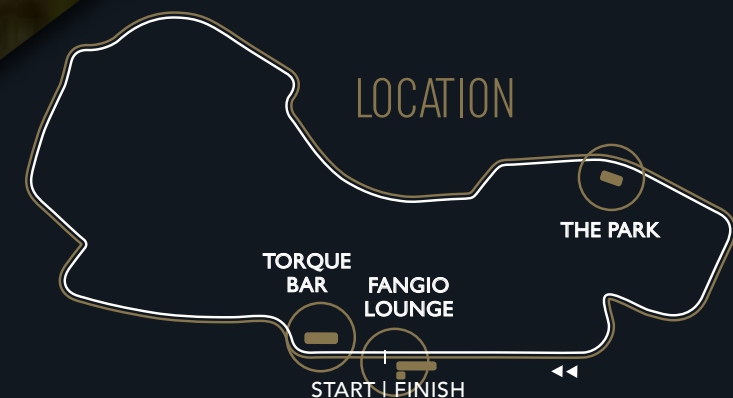 LOCATION
THE PARK
TORQUE
BAR
FANGIO
LOUNGE
START | FINISH